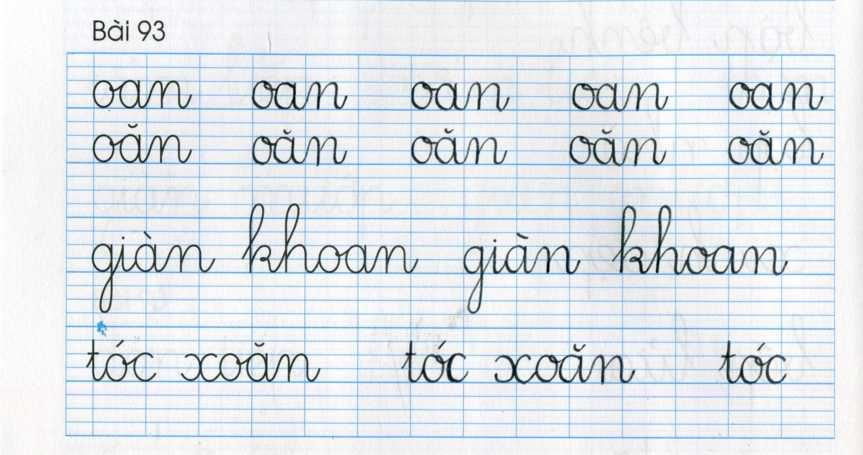 Bài 93
oan oan oan oan oan
oăn oăn oăn oăn oăn
giàn khoan giàn khoan
tóc xoăn tóc xoăn tóc